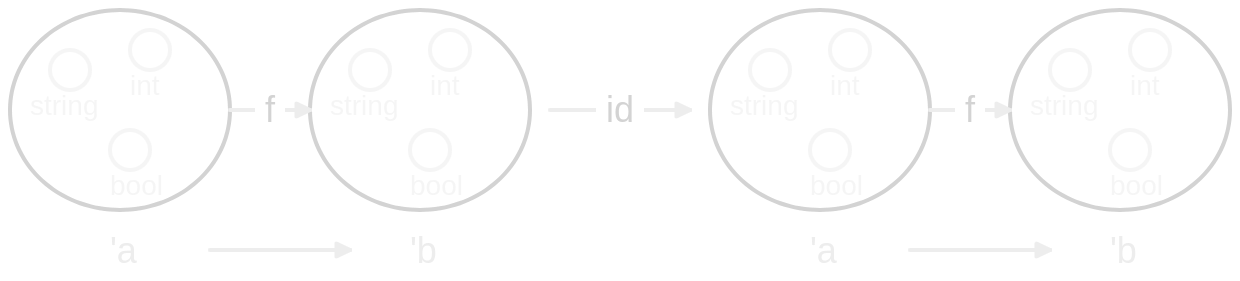 int int int int
string string string string
f id f
bool bool bool bool
'a 'b 'a 'b